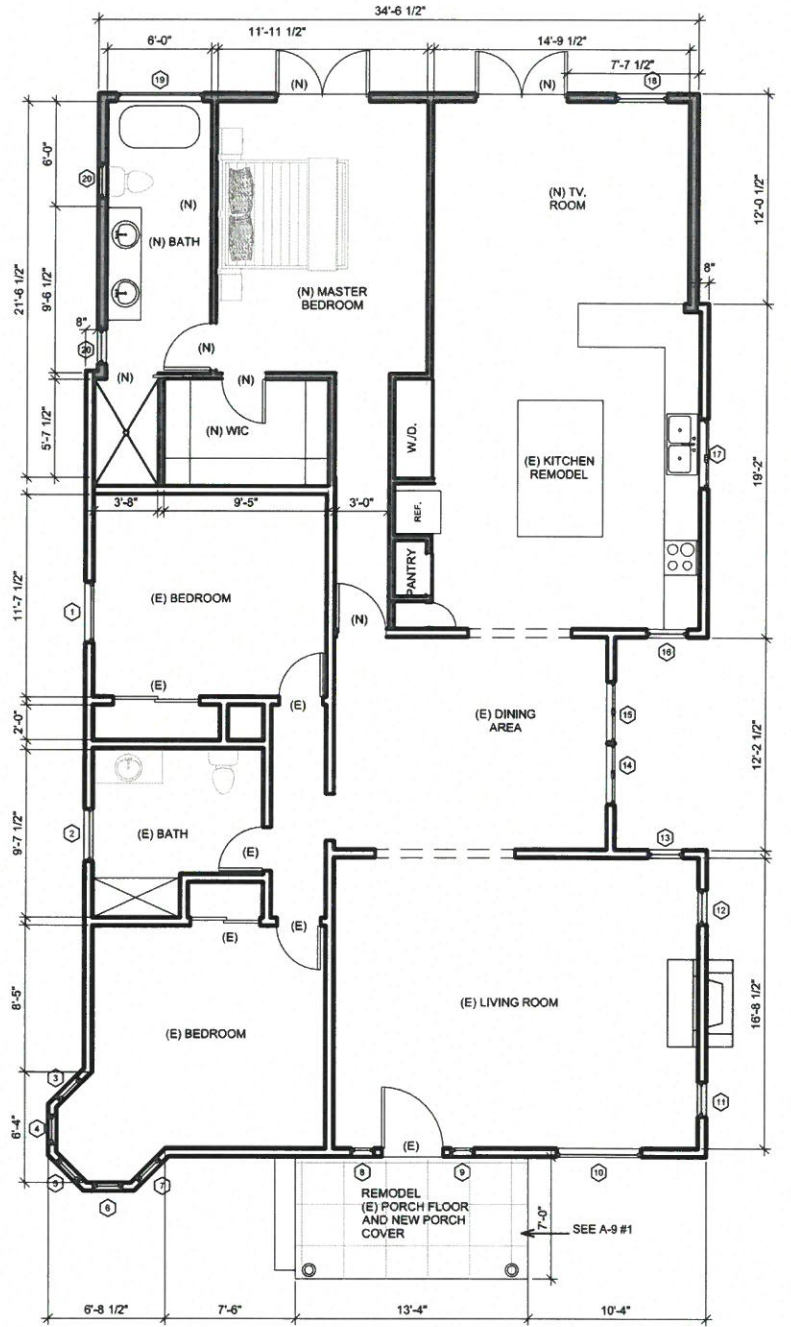 34'-6 1/2"
6'-0"
11'-11 1/2"
14'-9 1/2"
7'-7 1/2"
19
(N)
(N)
18
6'-0"
20
(N)
(N) BATH
(N) TV.
ROOM
12'-0 1/2"
21'-6 1/2"
9'-6 1/2"
(N) MASTER
BEDROOM
8"
8"
20
(N)
(N)
(N)
5'-7 1/2"
(N) WIC
W./D.
(E) KITCHEN
REMODEL
17
19'-2"
3'-8"
9'-5"
3'-0"
REF.
11'-7 1/2"
1
(E) BEDROOM
PANTRY
(N)
16
(E)
(E)
2'-0"
(E) DINING
AREA
15
14
12'-2 1/2"
9'-7 1/2"
2
(E) BATH
(E)
13
12
(E)
(E)
8'-5"
(E) BEDROOM
(E) LIVING ROOM
16'-8 1/2"
3
4
5
6
7
6'-4"
11
8
(E)
9
10
REMODEL
(E) PORCH FLOOR
AND NEW PORCH
COVER
7'-0"
SEE A-9 #1
6'-8 1/2"
7'-6"
13'-4"
10'-4"